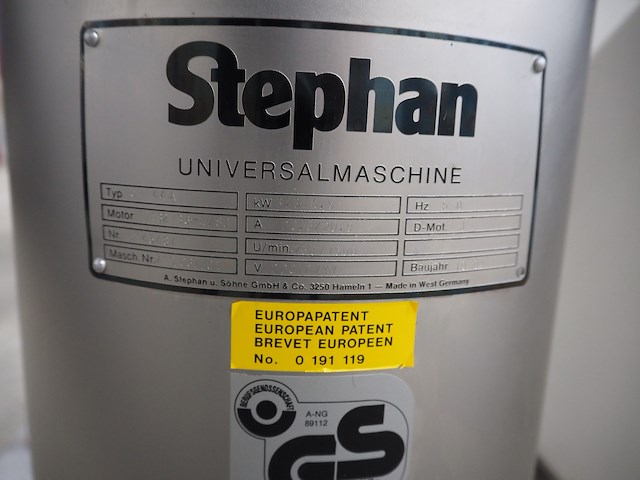 Stephan
UNIVERSALMASCHINE
Typ kW Hz
Motor A D-Mot.
Nr. U/min
Masch.Nr. V Baujahr
A. Stephan u. Söhne GmbH & Co. 3250 Hameln 1 — Made in West Germany
EUROPAPATENT
EUROPEAN PATENT
BREVET EUROPEEN
No. 0 191 119
BERUFSGENOSSENSCHAFT
A-NG
89112
GS